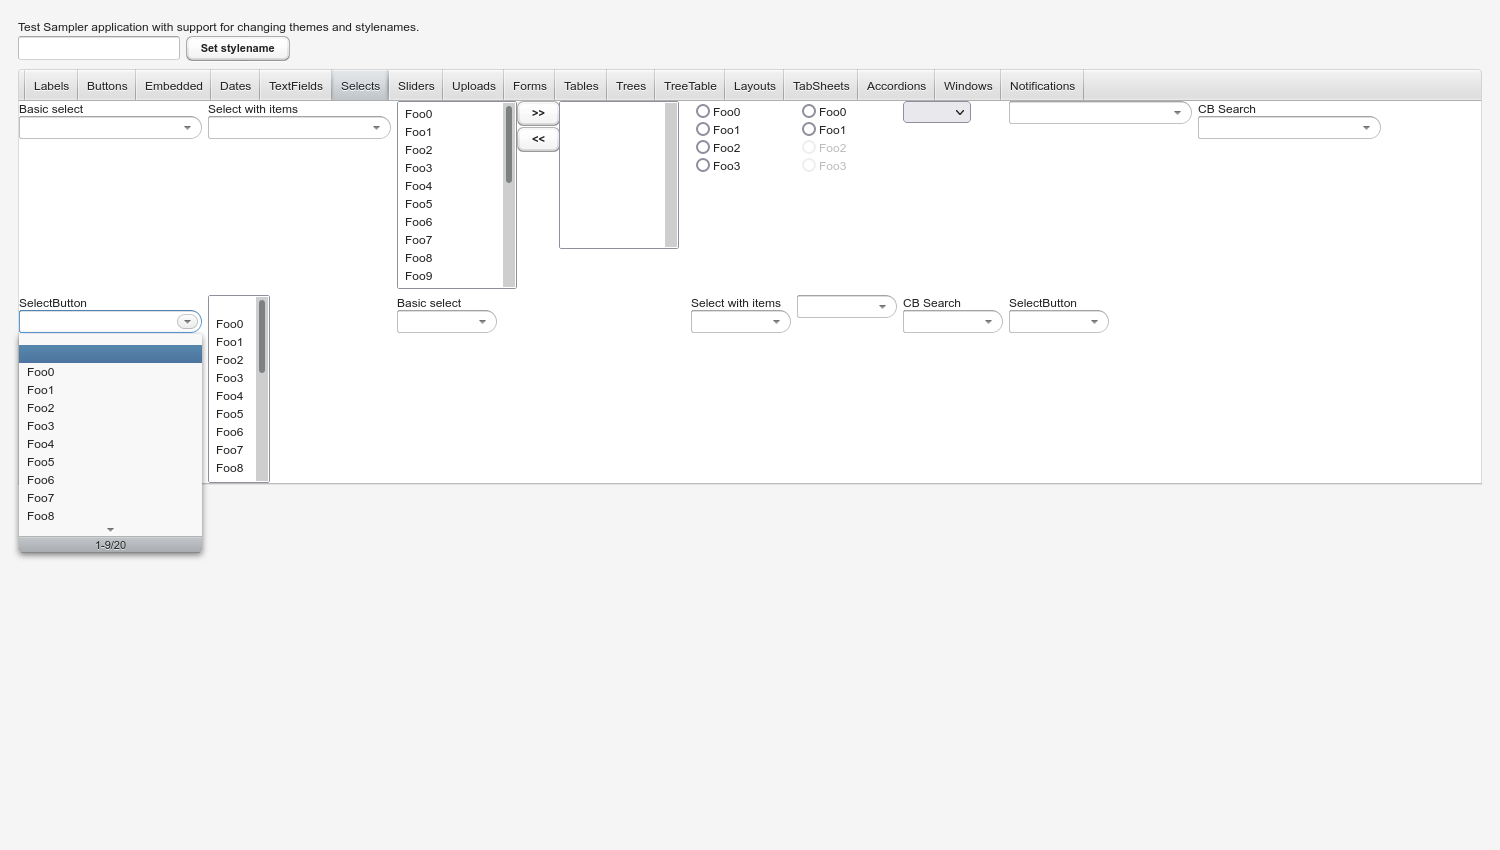 Test Sampler application with support for changing themes and stylenames.
Set stylename
Labels Buttons Embedded Dates TextFields Selects Sliders Uploads Forms Tables Trees TreeTable Layouts TabSheets Accordions Windows Notifications
Basic select Select with items CB Search
Foo0 >> Foo0 Foo0
Foo1 Foo1 Foo1
Foo2 << Foo2 Foo2
Foo3 Foo3 Foo3
Foo4
Foo5
Foo6
Foo7
Foo8
Foo9
SelectButton Basic select Select with items CB Search SelectButton
Foo0
Foo1
Foo2
Foo3
Foo4
Foo5
Foo6
Foo7
Foo8
Foo0
Foo1
Foo2
Foo3
Foo4
Foo5
Foo6
Foo7
Foo8
1-9/20